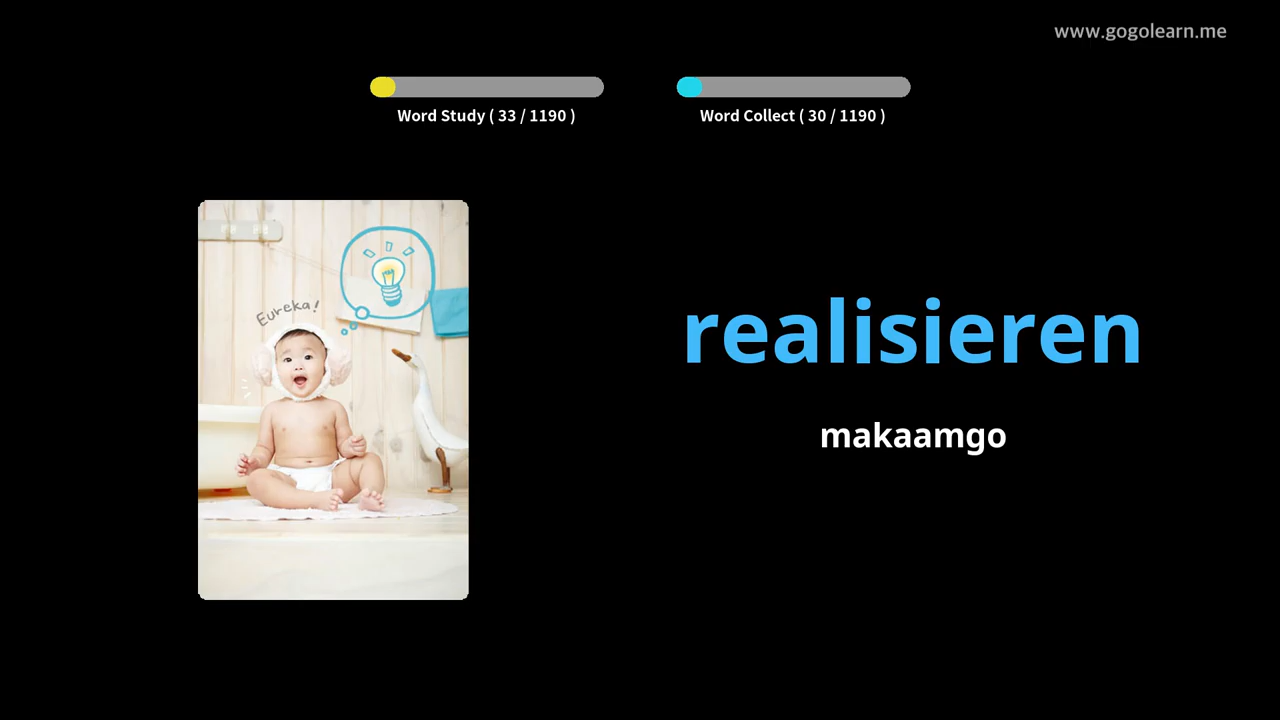 www.gogolearn.me
Word Study ( 33 / 1190 )
Word Collect ( 30 / 1190 )
Eureka!
realisieren
makaamgo